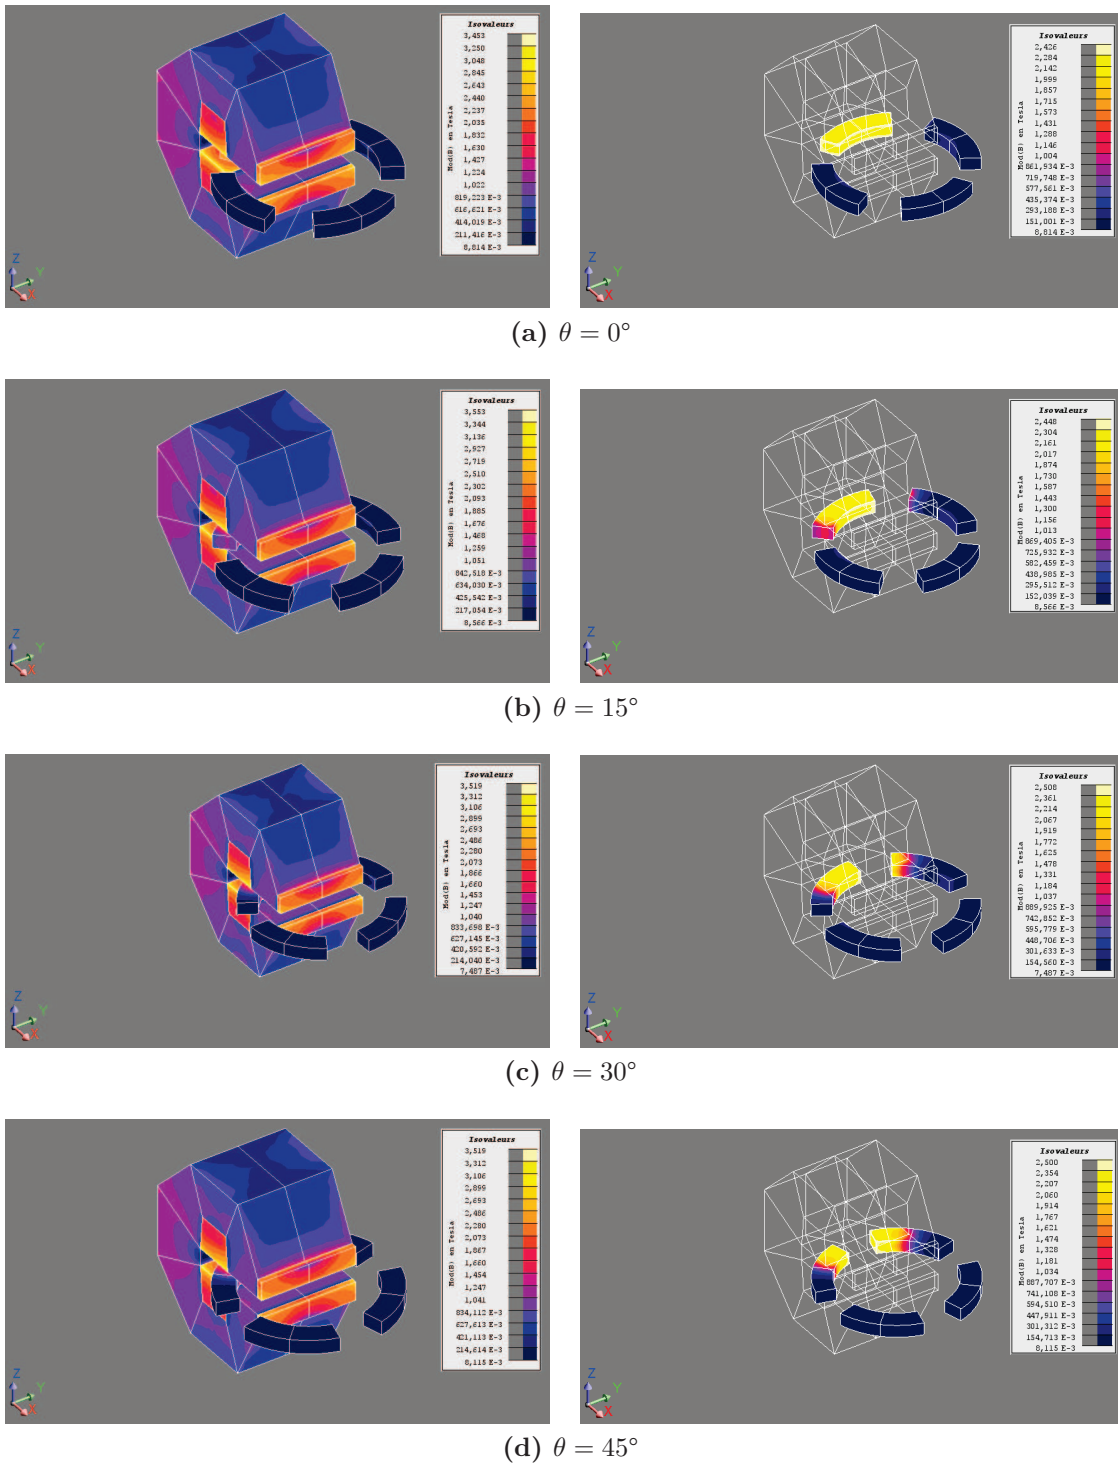 Isovaleurs
3,453
3,250
3,048
2,845
2,643
2,440
2,237
2,035
1,832
1,630
1,427
1,224
1,022
819,223 E-3
616,621 E-3
414,019 E-3
211,416 E-3
8,814 E-3
Mod(B) en Tesla
Z
Y
X
Isovaleurs
2,426
2,284
2,142
1,999
1,857
1,715
1,573
1,431
1,288
1,146
1,004
861,934 E-3
719,748 E-3
577,561 E-3
435,374 E-3
293,188 E-3
151,001 E-3
8,814 E-3
Mod(B) en Tesla
Z
Y
X
(a) θ = 0°
Isovaleurs
3,553
3,344
3,136
2,927
2,719
2,510
2,302
2,093
1,885
1,676
1,468
1,259
1,051
842,518 E-3
634,030 E-3
425,542 E-3
217,054 E-3
8,566 E-3
Mod(B) en Tesla
Z
Y
X
Isovaleurs
2,448
2,304
2,161
2,017
1,874
1,730
1,587
1,443
1,300
1,156
1,013
869,405 E-3
725,932 E-3
582,459 E-3
438,985 E-3
295,512 E-3
152,039 E-3
8,566 E-3
Mod(B) en Tesla
Z
Y
X
(b) θ = 15°
Isovaleurs
3,519
3,312
3,106
2,899
2,693
2,486
2,280
2,073
1,866
1,660
1,453
1,247
1,040
833,698 E-3
627,145 E-3
420,592 E-3
214,040 E-3
7,487 E-3
Mod(B) en Tesla
Z
Y
X
Isovaleurs
2,508
2,361
2,214
2,067
1,919
1,772
1,625
1,478
1,331
1,184
1,037
889,925 E-3
742,852 E-3
595,779 E-3
448,706 E-3
301,633 E-3
154,560 E-3
7,487 E-3
Mod(B) en Tesla
Z
Y
X
(c) θ = 30°
Isovaleurs
3,519
3,312
3,106
2,899
2,693
2,486
2,280
2,073
1,867
1,660
1,454
1,247
1,041
834,112 E-3
627,613 E-3
421,113 E-3
214,614 E-3
8,115 E-3
Mod(B) en Tesla
Z
Y
X
Isovaleurs
2,500
2,354
2,207
2,060
1,914
1,767
1,621
1,474
1,328
1,181
1,034
887,707 E-3
741,108 E-3
594,510 E-3
447,911 E-3
301,312 E-3
154,713 E-3
8,115 E-3
Mod(B) en Tesla
Z
Y
X
(d) θ = 45°